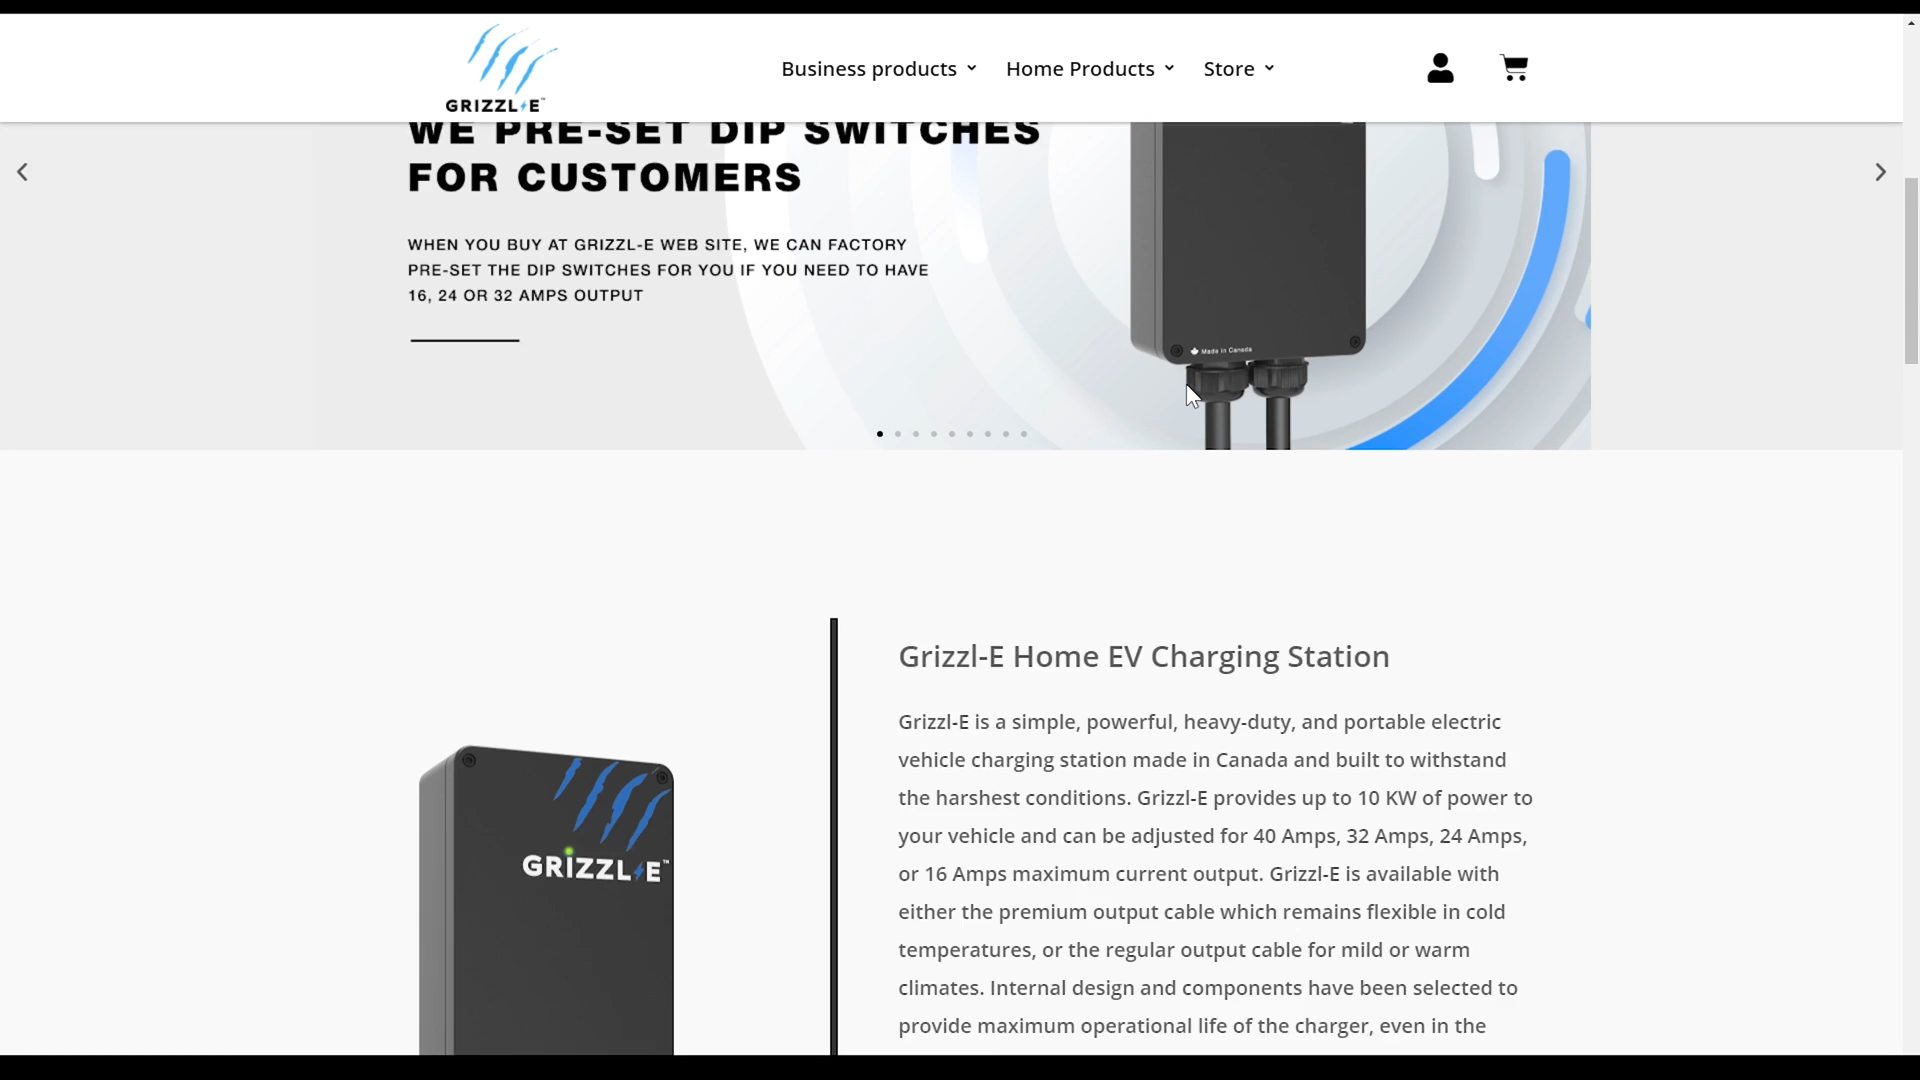 GRIZZL-E™
Business products
Home Products
Store
WE PRE-SET DIP SWITCHES
FOR CUSTOMERS
WHEN YOU BUY AT GRIZZL-E WEB SITE, WE CAN FACTORY
PRE-SET THE DIP SWITCHES FOR YOU IF YOU NEED TO HAVE
16, 24 OR 32 AMPS OUTPUT
Made in Canada
Grizzl-E Home EV Charging Station
Grizzl-E is a simple, powerful, heavy-duty, and portable electric
vehicle charging station made in Canada and built to withstand
the harshest conditions. Grizzl-E provides up to 10 KW of power to
your vehicle and can be adjusted for 40 Amps, 32 Amps, 24 Amps,
or 16 Amps maximum current output. Grizzl-E is available with
either the premium output cable which remains flexible in cold
temperatures, or the regular output cable for mild or warm
climates. Internal design and components have been selected to
provide maximum operational life of the charger, even in the
GRIZZL-E™